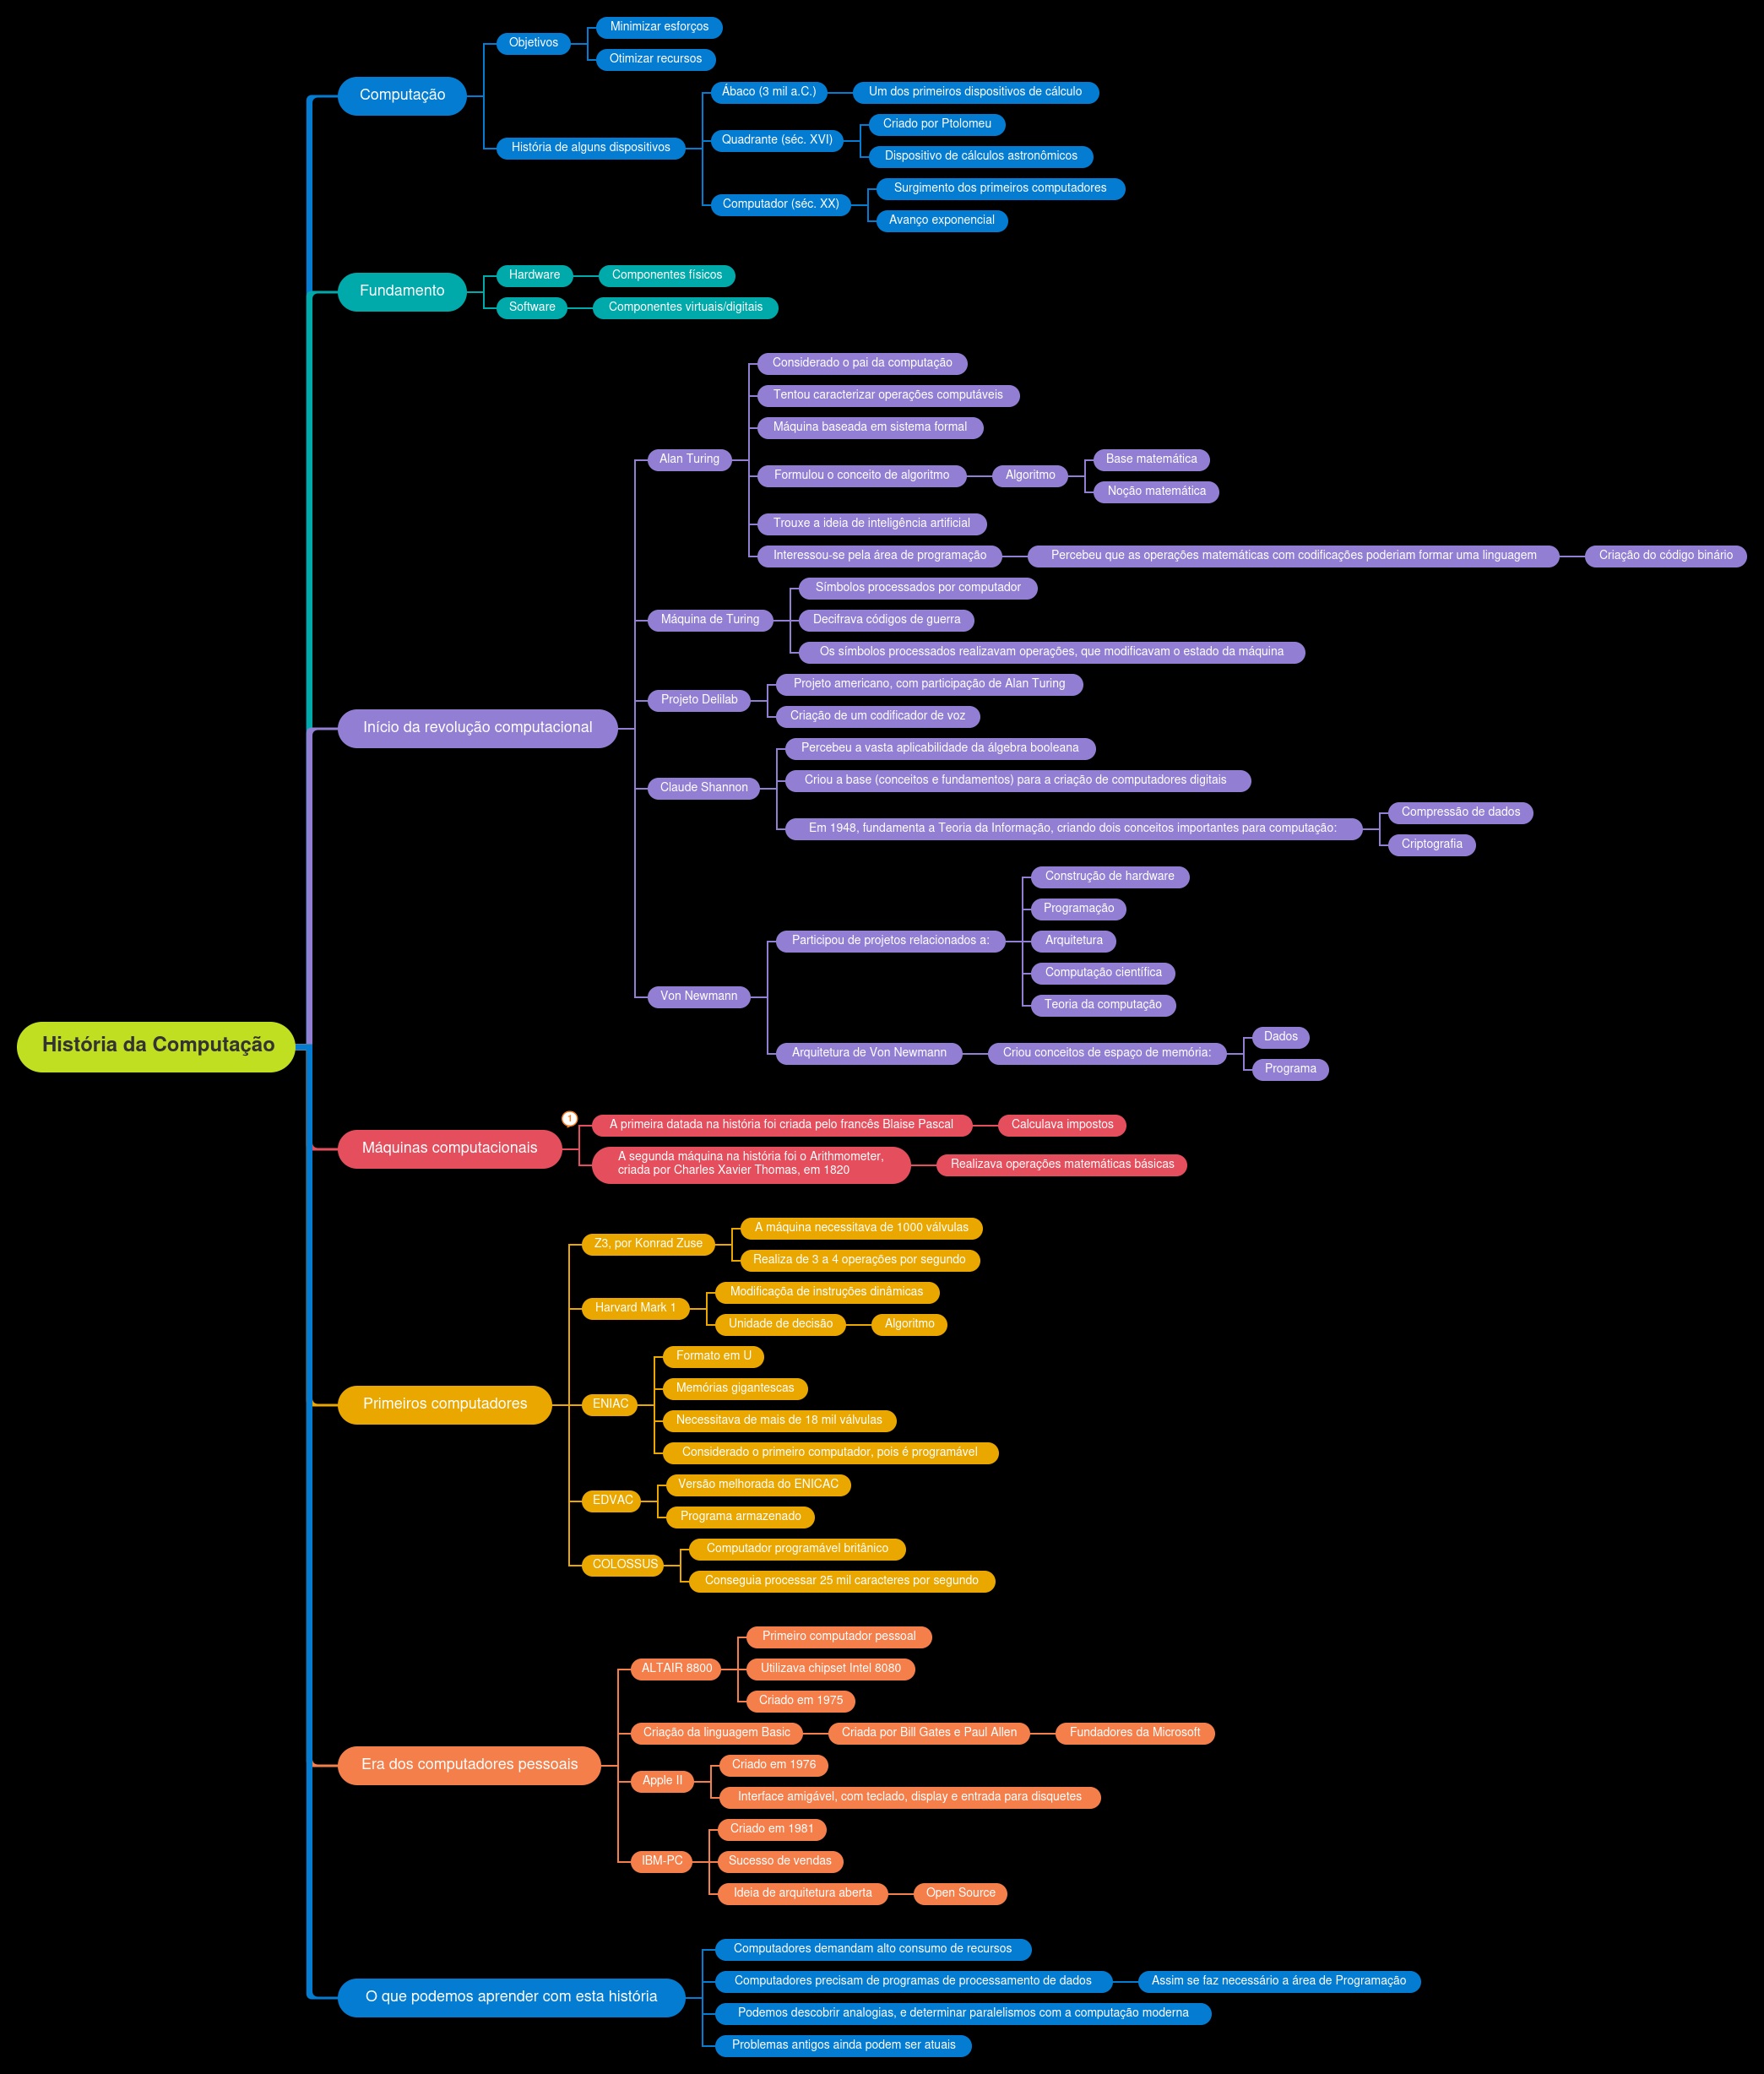 História da Computação
Computação
Objetivos
Minimizar esforços
Otimizar recursos
História de alguns dispositivos
Ábaco (3 mil a.C.)
Um dos primeiros dispositivos de cálculo
Quadrante (séc. XVI)
Criado por Ptolomeu
Dispositivo de cálculos astronômicos
Computador (séc. XX)
Surgimento dos primeiros computadores
Avanço exponencial
Fundamento
Hardware
Componentes físicos
Software
Componentes virtuais/digitais
Início da revolução computacional
Alan Turing
Considerado o pai da computação
Tentou caracterizar operações computáveis
Máquina baseada em sistema formal
Formulou o conceito de algoritmo
Algoritmo
Base matemática
Noção matemática
Trouxe a ideia de inteligência artificial
Interessou-se pela área de programação
Percebeu que as operações matemáticas com codificações poderiam formar uma linguagem
Criação do código binário
Máquina de Turing
Símbolos processados por computador
Decifrava códigos de guerra
Os símbolos processados realizavam operações, que modificavam o estado da máquina
Projeto Delilab
Projeto americano, com participação de Alan Turing
Criação de um codificador de voz
Claude Shannon
Percebeu a vasta aplicabilidade da álgebra booleana
Criou a base (conceitos e fundamentos) para a criação de computadores digitais
Em 1948, fundamenta a Teoria da Informação, criando dois conceitos importantes para computação:
Compressão de dados
Criptografia
Von Newmann
Participou de projetos relacionados a:
Construção de hardware
Programação
Arquitetura
Computação científica
Teoria da computação
Arquitetura de Von Newmann
Criou conceitos de espaço de memória:
Dados
Programa
Máquinas computacionais
1
A primeira datada na história foi criada pelo francês Blaise Pascal
Calculava impostos
A segunda máquina na história foi o Arithmometer,
criada por Charles Xavier Thomas, em 1820
Realizava operações matemáticas básicas
Primeiros computadores
Z3, por Konrad Zuse
A máquina necessitava de 1000 válvulas
Realiza de 3 a 4 operações por segundo
Harvard Mark 1
Modificaçõa de instruções dinâmicas
Unidade de decisão
Algoritmo
ENIAC
Formato em U
Memórias gigantescas
Necessitava de mais de 18 mil válvulas
Considerado o primeiro computador, pois é programável
EDVAC
Versão melhorada do ENICAC
Programa armazenado
COLOSSUS
Computador programável britânico
Conseguia processar 25 mil caracteres por segundo
Era dos computadores pessoais
ALTAIR 8800
Primeiro computador pessoal
Utilizava chipset Intel 8080
Criado em 1975
Criação da linguagem Basic
Criada por Bill Gates e Paul Allen
Fundadores da Microsoft
Apple II
Criado em 1976
Interface amigável, com teclado, display e entrada para disquetes
IBM-PC
Criado em 1981
Sucesso de vendas
Ideia de arquitetura aberta
Open Source
O que podemos aprender com esta história
Computadores demandam alto consumo de recursos
Computadores precisam de programas de processamento de dados
Assim se faz necessário a área de Programação
Podemos descobrir analogias, e determinar paralelismos com a computação moderna
Problemas antigos ainda podem ser atuais